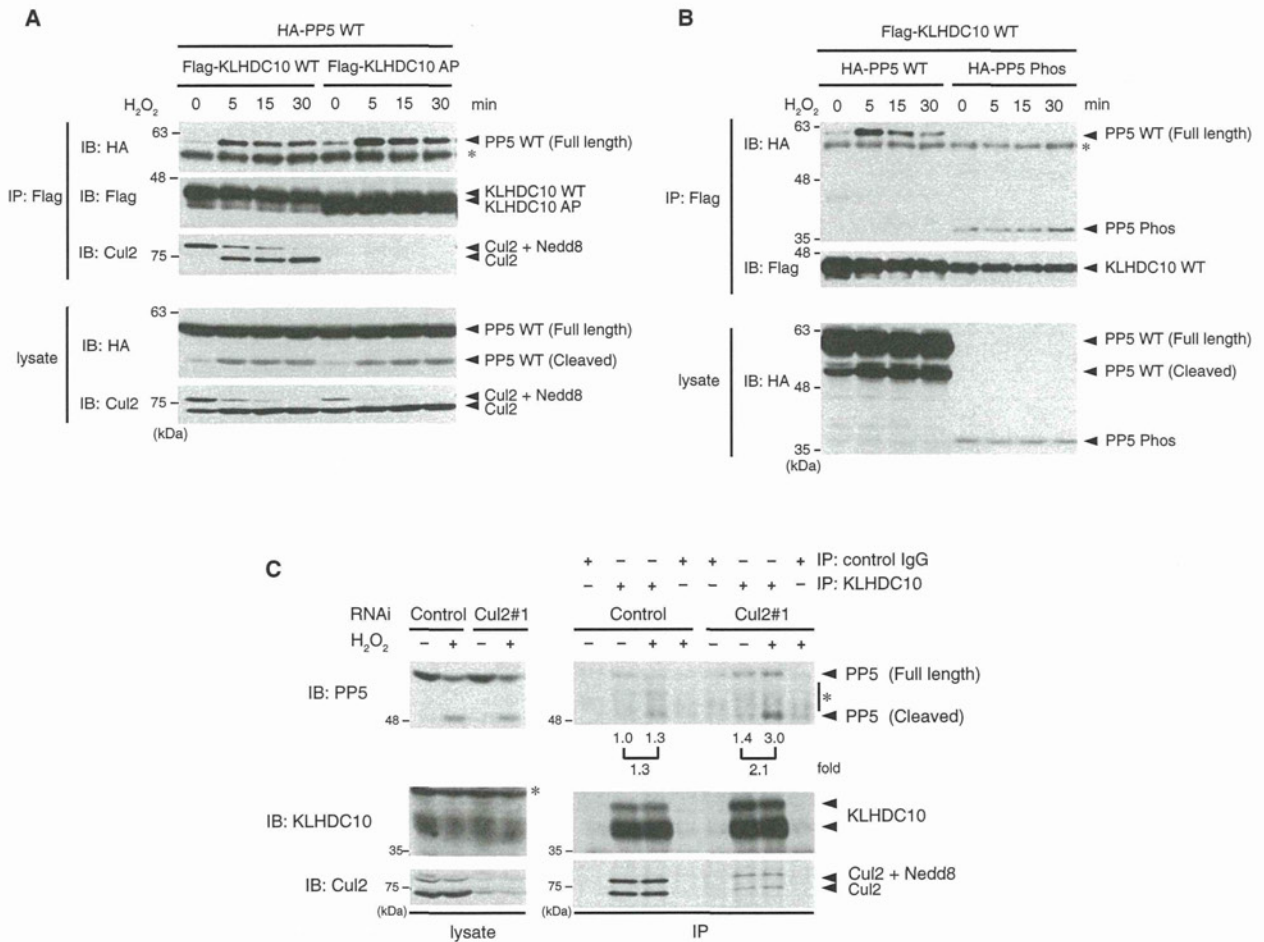 A
HA-PP5 WT
Flag-KLHDC10 WT Flag-KLHDC10 AP
H2O2 0 5 15 30 0 5 15 30 min
IP: Flag
IB: HA
63
48
PP5 WT (Full length)
*
IB: Flag
KLHDC10 WT
KLHDC10 AP
IB: Cul2
75
Cul2 + Nedd8
Cul2
lysate
IB: HA
63
PP5 WT (Full length)
PP5 WT (Cleaved)
IB: Cul2
75
Cul2 + Nedd8
Cul2
(kDa)
B
Flag-KLHDC10 WT
HA-PP5 WT HA-PP5 Phos
H2O2 0 5 15 30 0 5 15 30 min
IP: Flag
IB: HA
63
48
35
PP5 WT (Full length)
*
PP5 Phos
IB: Flag
48
KLHDC10 WT
lysate
IB: HA
63
48
35
PP5 WT (Full length)
PP5 WT (Cleaved)
PP5 Phos
(kDa)
C
+ − − + + − − + IP: control IgG
− + + − − + + − IP: KLHDC10
RNAi Control Cul2#1 Control Cul2#1
H2O2 − + − + − − + + − − + +
IB: PP5
48
48
PP5 (Full length)
*
PP5 (Cleaved)
1.0 1.3 1.4 3.0
1.3 2.1 fold
IB: KLHDC10
*
35
35
KLHDC10
IB: Cul2
75
75
Cul2 + Nedd8
Cul2
(kDa) (kDa)
lysate IP